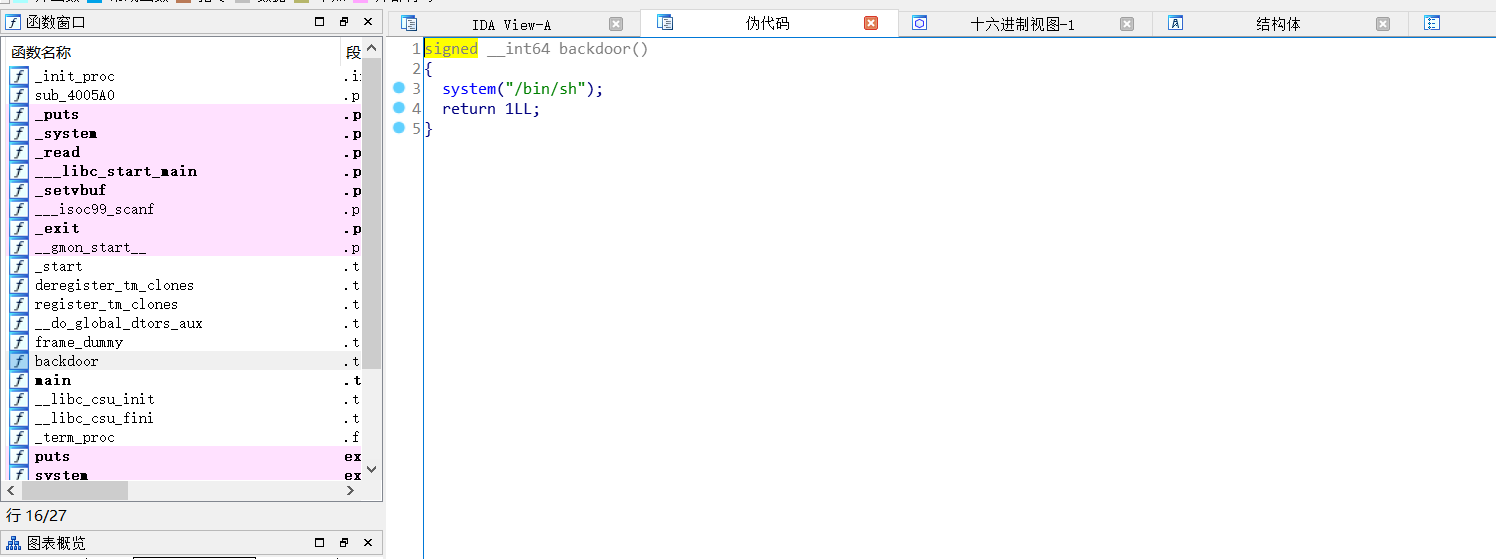 函数窗口
函数名称 段
_init_proc .i
sub_4005A0 .p
_puts .p
_system .p
_read .p
___libc_start_main .p
_setvbuf .p
___isoc99_scanf .p
_exit .p
__gmon_start__ .p
_start .t
deregister_tm_clones .t
register_tm_clones .t
__do_global_dtors_aux .t
frame_dummy .t
backdoor .t
main .t
__libc_csu_init .t
__libc_csu_fini .t
_term_proc .f
puts ex
system ex
行 16/27
图表概览
IDA View-A 伪代码 十六进制视图-1 结构体
1 signed __int64 backdoor()
2 {
3 system("/bin/sh");
4 return 1LL;
5 }